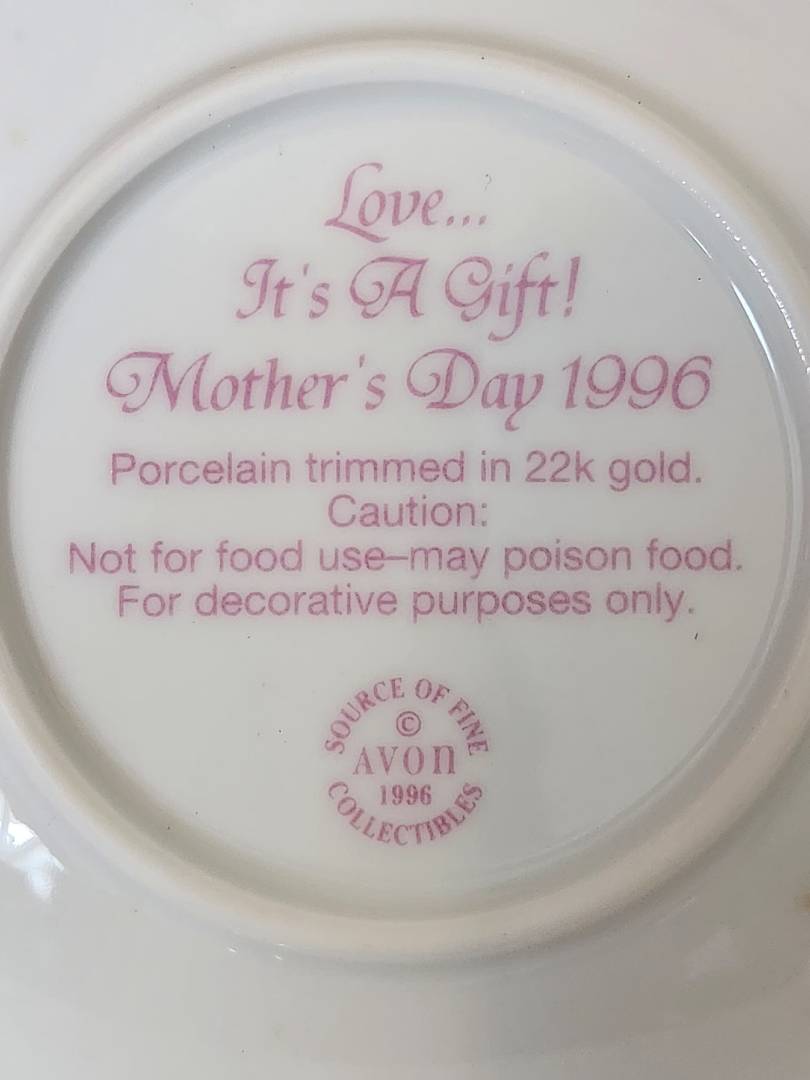 Love...
It's A Gift!
Mother's Day 1996
Porcelain trimmed in 22k gold.
Caution:
Not for food use–may poison food.
For decorative purposes only.
SOURCE OF FINE
©
AVON
1996
COLLECTIBLES